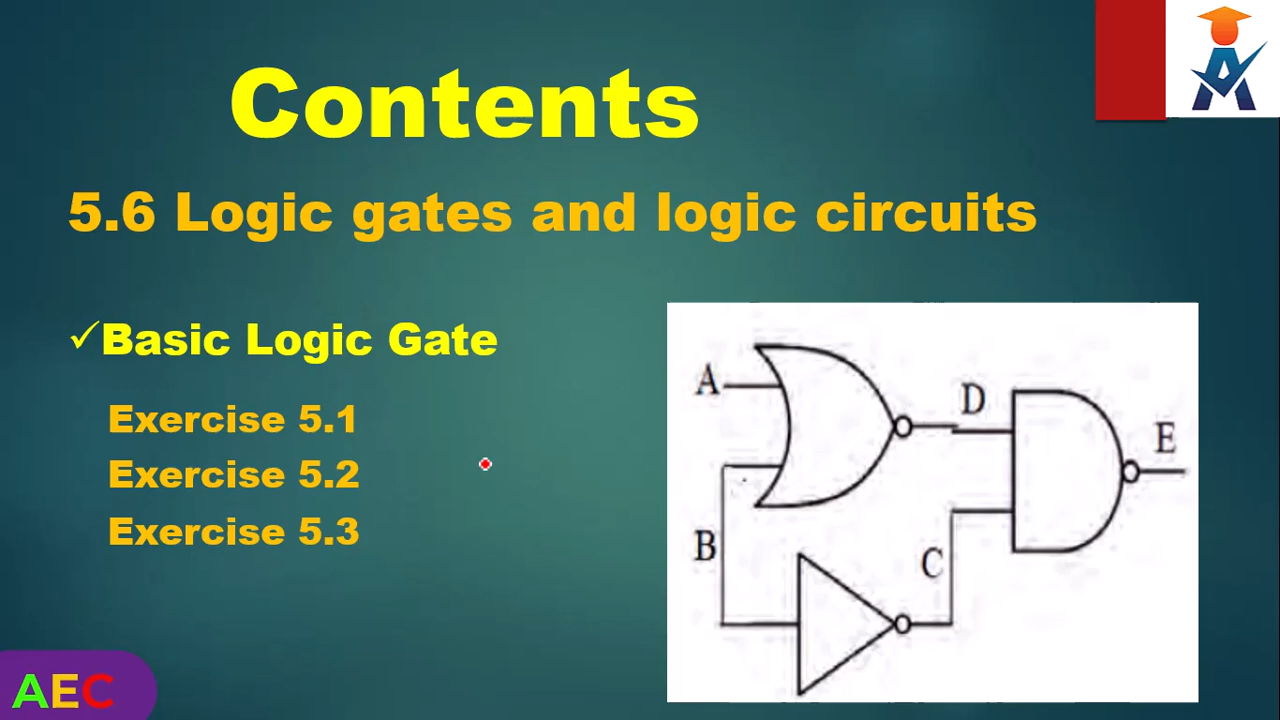 Contents
5.6 Logic gates and logic circuits
✓Basic Logic Gate
Exercise 5.1
Exercise 5.2
Exercise 5.3
A
D
E
B
C
AEC